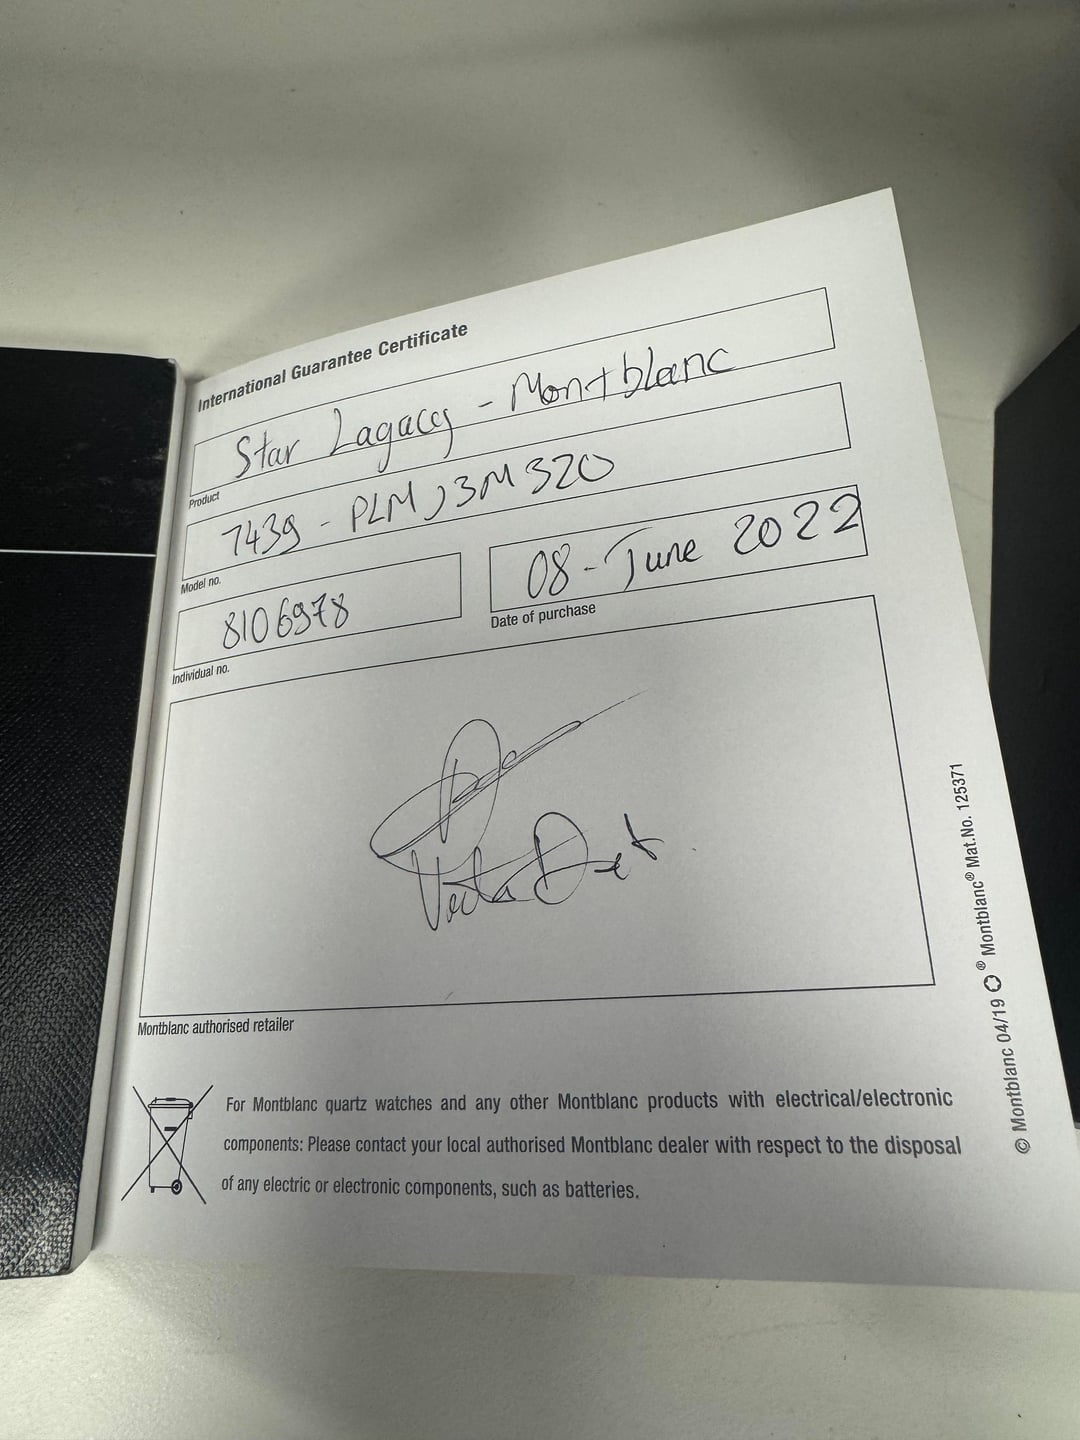 International Guarantee Certificate
Star Lagacy - Montblanc
Product
7439 - PLMJ3M320
Model no.
8106978
Individual no.
08 - June 2022
Date of purchase
Montblanc authorised retailer
For Montblanc quartz watches and any other Montblanc products with electrical/electronic
components: Please contact your local authorised Montblanc dealer with respect to the disposal
of any electric or electronic components, such as batteries.
© Montblanc 04/19 ® Montblanc® Mat.No. 125371